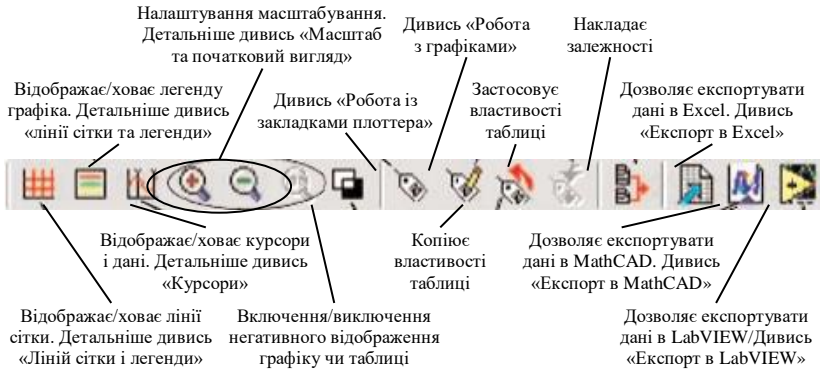 Налаштування масштабування.
Детальніше дивись «Масштаб
та початковий вигляд»
Дивись «Робота
з графіками»
Накладає
залежності
Відображає/ховає легенду
графіка. Детальніше дивись
«лінії сітки та легенди»
Дивись «Робота із
закладками плоттера»
Застосовує
властивості
таблиці
Дозволяє експортувати
дані в Excel. Дивись
«Експорт в Excel»
Відображає/ховає курсори
і дані. Детальніше дивись
«Курсори»
Копіює
властивості
таблиці
Дозволяє експортувати
дані в MathCAD. Дивись
«Експорт в MathCAD»
Відображає/ховає лінії
сітки. Детальніше дивись
«Ліній сітки і легенди»
Включення/виключення
негативного відображення
графіку чи таблиці
Дозволяє експортувати
дані в LabVIEW/Дивись
«Експорт в LabVIEW»